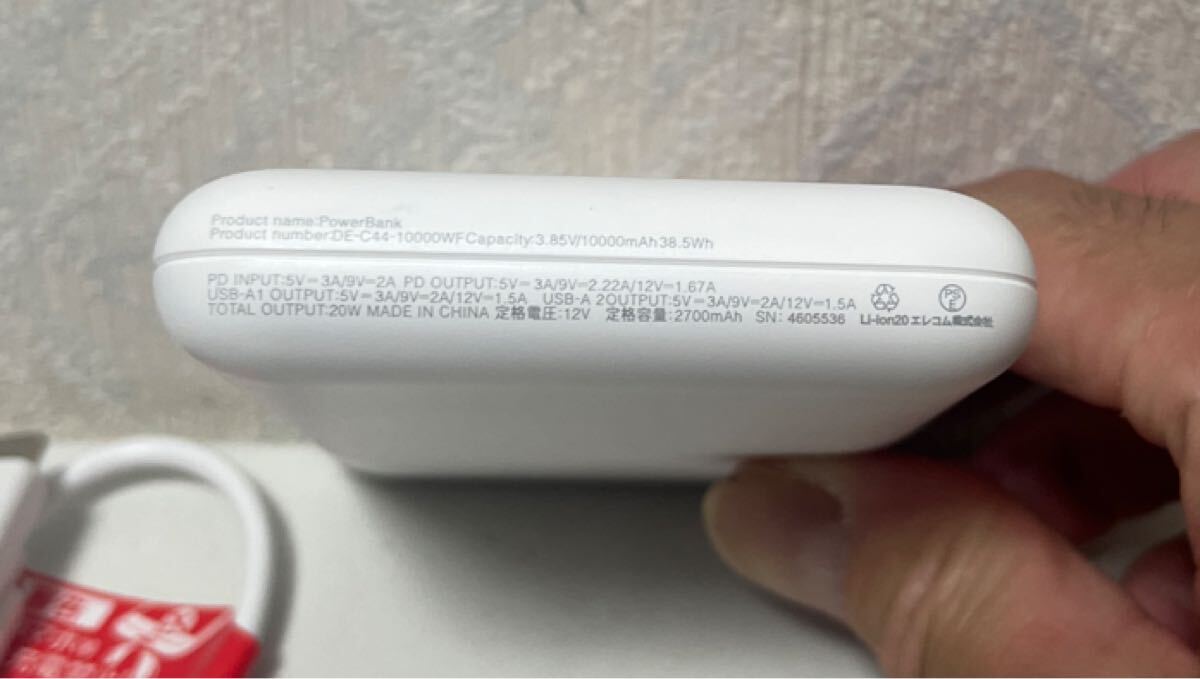 Product name:PowerBank
Product number:DE-C44-10000WFCapacity:3.85V/10000mAh38.5Wh
PD INPUT:5V⎓3A/9V⎓2A PD OUTPUT:5V⎓3A/9V⎓2.22A/12V⎓1.67A
USB-A1 OUTPUT:5V⎓3A/9V⎓2A/12V⎓1.5A USB-A 2OUTPUT:5V⎓3A/9V⎓2A/12V⎓1.5A
TOTAL OUTPUT:20W MADE IN CHINA 定格電圧:12V 定格容量:2700mAh SN: 4605536
PS E
Li-ion20 エレコム株式会社